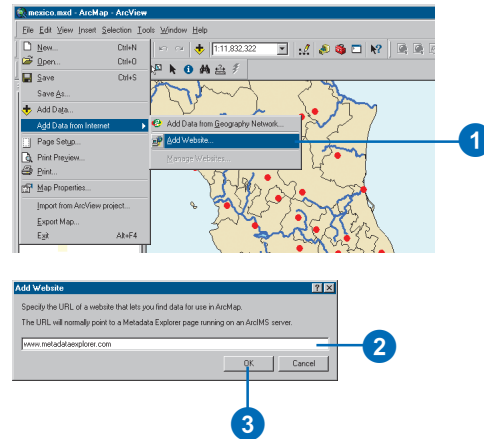 mexico.mxd - ArcMap - ArcView
File Edit View Insert Selection Tools Window Help
New... Ctrl+N
1:11,832,322
Open... Ctrl+O
Save Ctrl+S
Save As...
Add Data...
Add Data from Internet
Add Data from Geography Network...
Page Setup...
Add Website...
1
Print Preview...
Manage Websites...
Print...
Map Properties...
Import from ArcView project...
Export Map...
Exit Alt+F4
Add Website
Specify the URL of a website that lets you find data for use in ArcMap.
The URL will normally point to a Metadata Explorer page running on an ArcIMS server.
www.metadataexplorer.com
2
OK Cancel
3